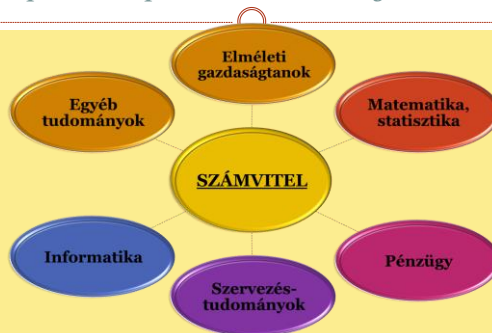 Elméleti
gazdaságtanok
Egyéb
tudományok
Matematika,
statisztika
SZÁMVITEL
Informatika
Pénzügy
Szervezés-
tudományok